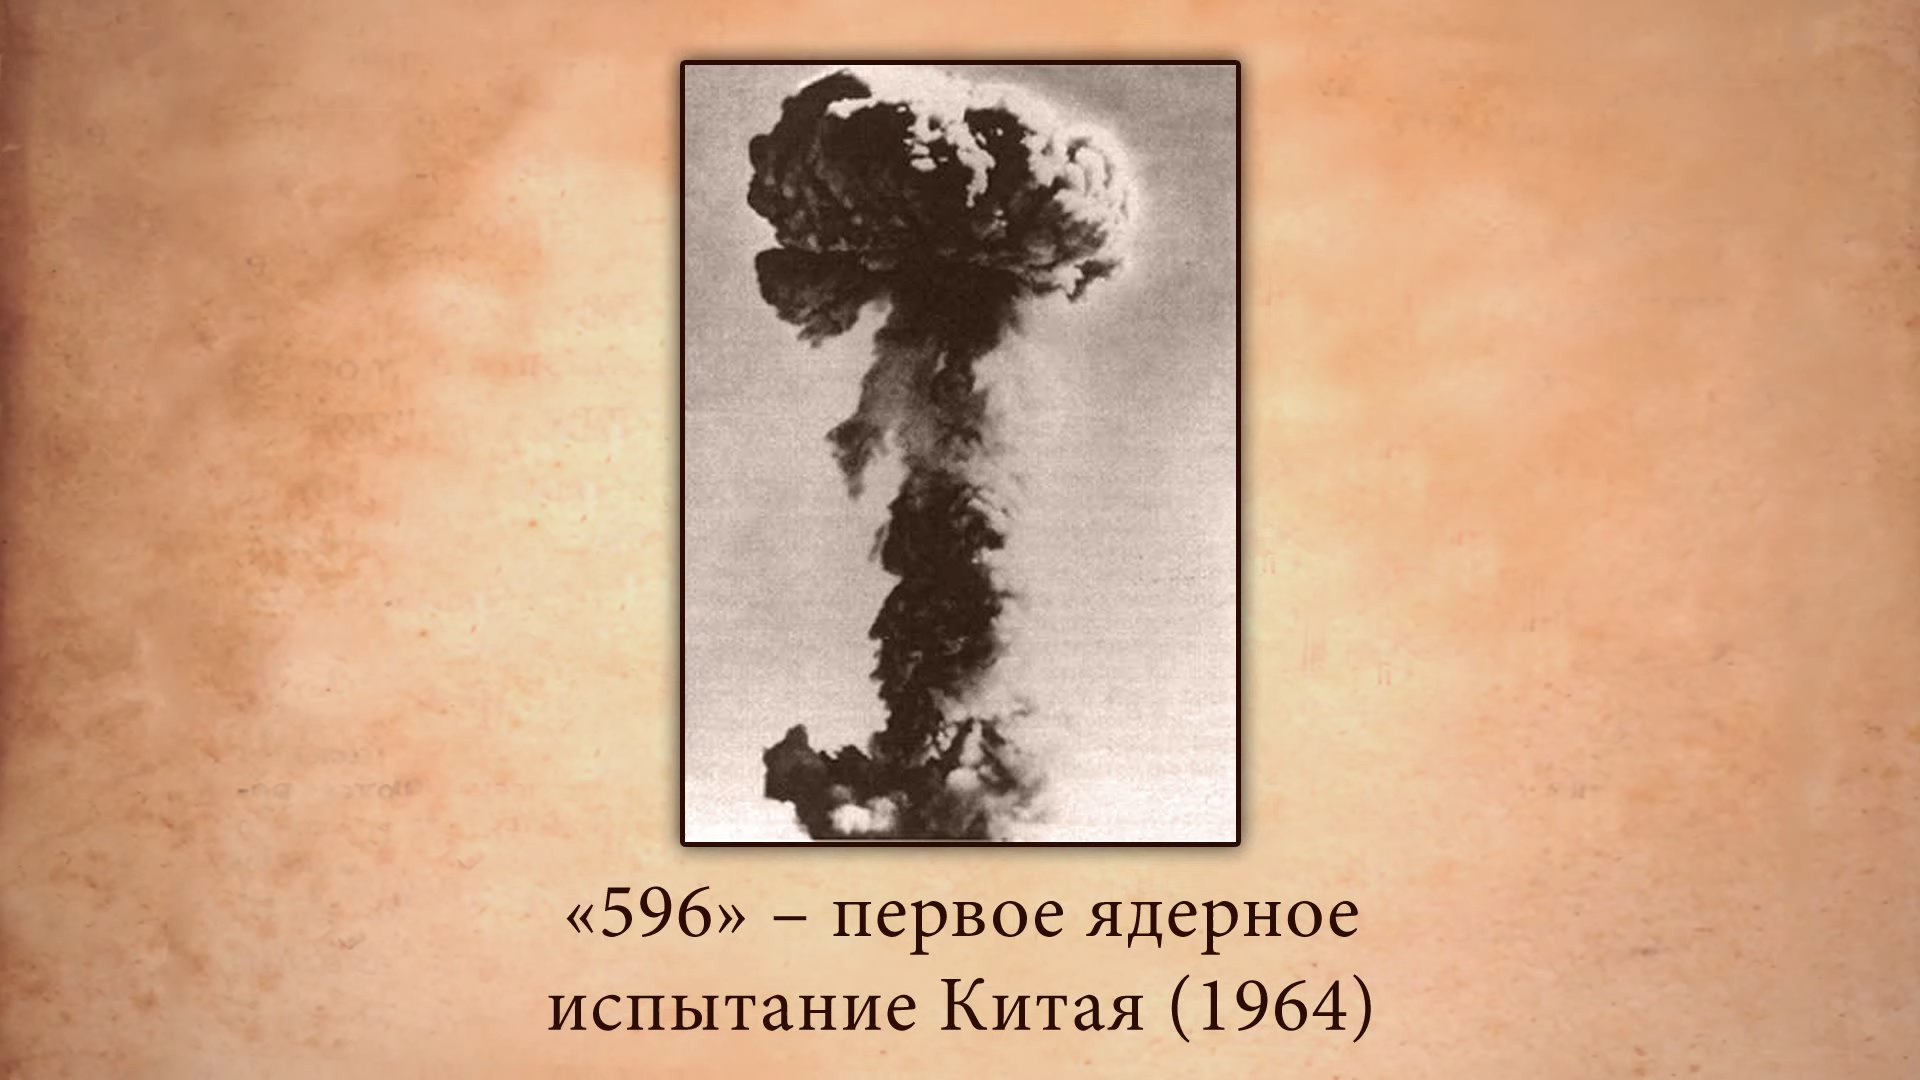 «596» – первое ядерное
испытание Китая (1964)